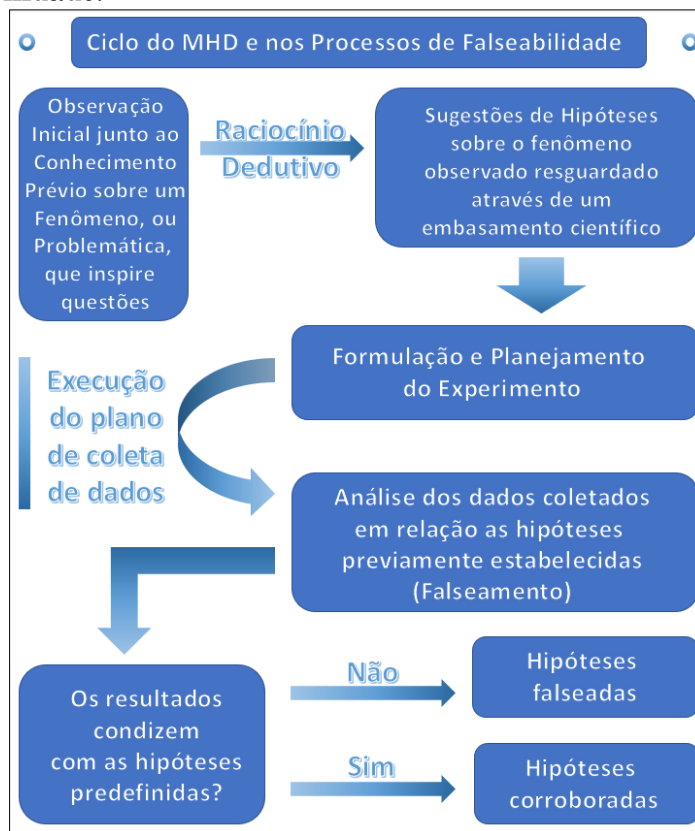 Ciclo do MHD e nos Processos de Falseabilidade
Observação
Inicial junto ao
Conhecimento
Prévio sobre um
Fenômeno, ou
Problemática,
que inspire
questões
Raciocínio
Dedutivo
Sugestões de Hipóteses
sobre o fenômeno
observado resguardado
através de um
embasamento científico
Formulação e Planejamento
do Experimento
Execução
do plano
de coleta
de dados
Análise dos dados coletados
em relação as hipóteses
previamente estabelecidas
(Falseamento)
Os resultados
condizem
com as hipóteses
predefinidas?
Não
Hipóteses
falseadas
Sim
Hipóteses
corroboradas